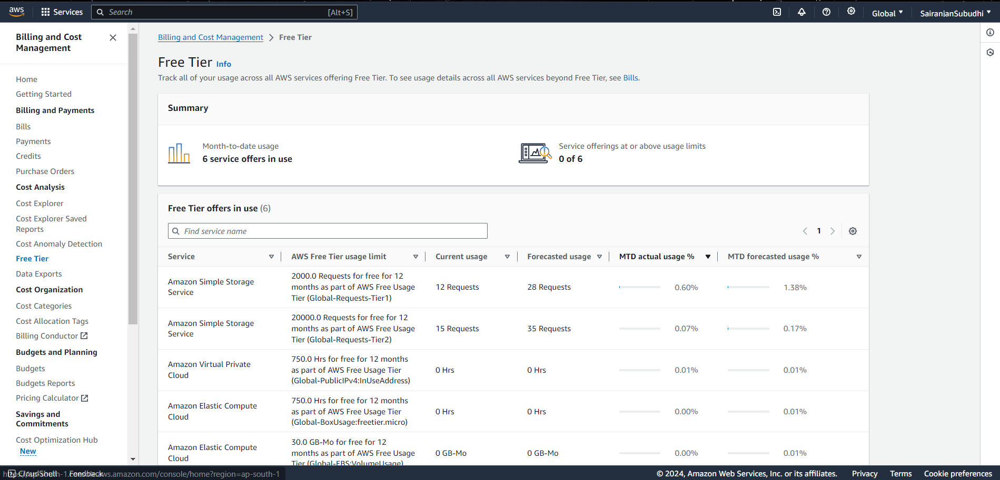 aws
Services
Search
[Alt+S]
Global
SairanjanSubudhi
Billing and Cost
Management
Home
Getting Started
Billing and Payments
Bills
Payments
Credits
Purchase Orders
Cost Analysis
Cost Explorer
Cost Explorer Saved
Reports
Cost Anomaly Detection
Free Tier
Data Exports
Cost Organization
Cost Categories
Cost Allocation Tags
Billing Conductor
Budgets and Planning
Budgets
Budgets Reports
Pricing Calculator
Savings and
Commitments
Cost Optimization Hub
New
Billing and Cost Management > Free Tier
Free Tier Info
Track all of your usage across all AWS services offering Free Tier. To see usage details across all AWS services beyond Free Tier, see Bills.
Summary
Month-to-date usage
6 service offers in use
Service offerings at or above usage limits
0 of 6
Free Tier offers in use (6)
Find service name
1
Service AWS Free Tier usage limit Current usage Forecasted usage MTD actual usage % MTD forecasted usage %
Amazon Simple Storage
Service
2000.0 Requests for free for 12
months as part of AWS Free Usage
Tier (Global-Requests-Tier1)
12 Requests
28 Requests
0.60%
1.38%
Amazon Simple Storage
Service
20000.0 Requests for free for 12
months as part of AWS Free Usage
Tier (Global-Requests-Tier2)
15 Requests
35 Requests
0.07%
0.17%
Amazon Virtual Private
Cloud
750.0 Hrs for free for 12 months
as part of AWS Free Usage Tier
(Global-PublicIPv4:InUseAddress)
0 Hrs
0 Hrs
0.01%
0.01%
Amazon Elastic Compute
Cloud
750.0 Hrs for free for 12 months
as part of AWS Free Usage Tier
(Global-BoxUsage:freetier.micro)
0 Hrs
0 Hrs
0.00%
0.01%
Amazon Elastic Compute
Cloud
30.0 GB-Mo for free for 12
months as part of AWS Free Usage
Tier (Global-EBS:VolumeUsage)
0 GB-Mo
0 GB-Mo
0.00%
0.01%
CloudShell Feedback
© 2024, Amazon Web Services, Inc. or its affiliates. Privacy Terms Cookie preferences